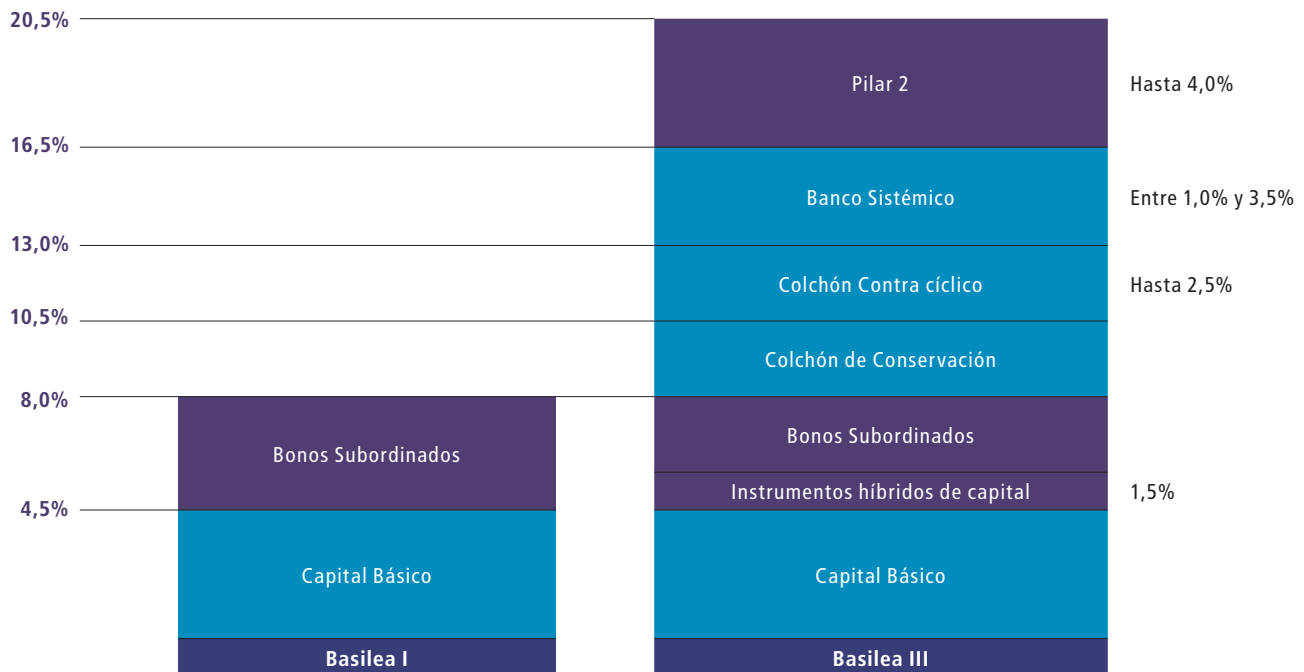 20,5%
Pilar 2
Hasta 4,0%
16,5%
Banco Sistémico
Entre 1,0% y 3,5%
13,0%
Colchón Contra cíclico
Hasta 2,5%
10,5%
Colchón de Conservación
8,0%
Bonos Subordinados
Bonos Subordinados
Instrumentos híbridos de capital
1,5%
4,5%
Capital Básico
Capital Básico
Basilea I
Basilea III